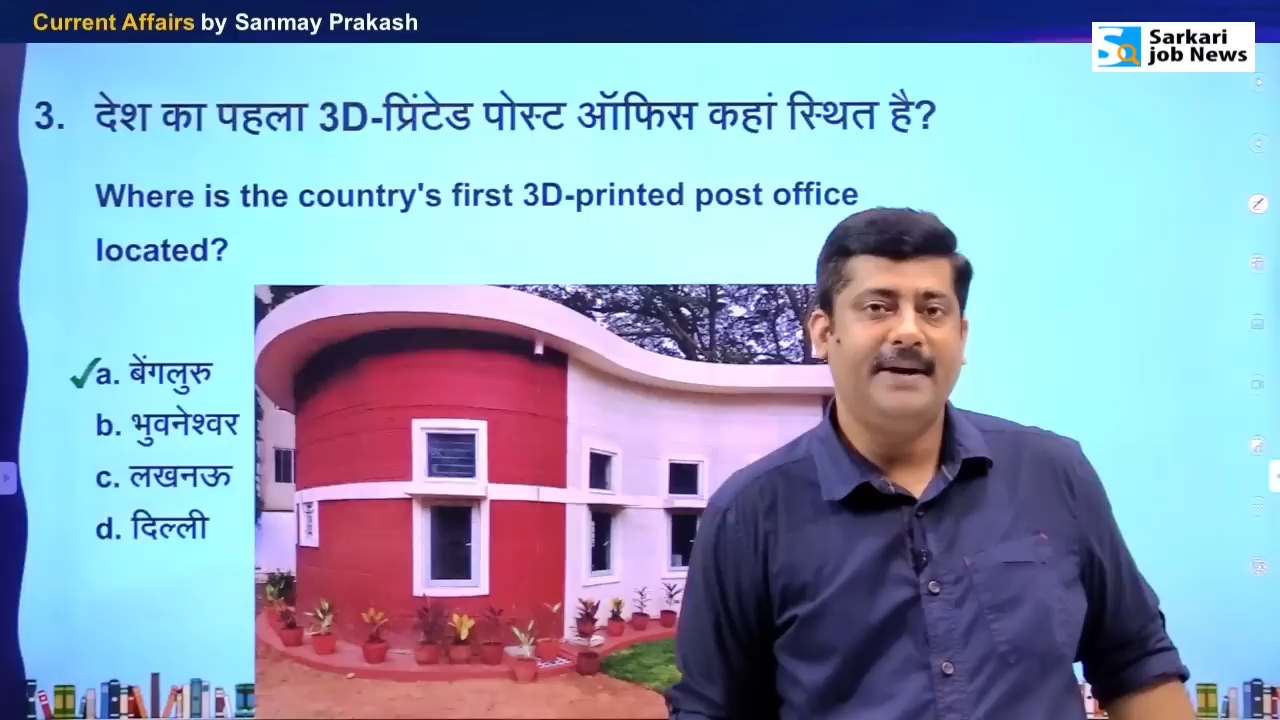 Current Affairs by Sanmay Prakash
Sarkari
Job News
3. देश का पहला 3D-प्रिंटेड पोस्ट ऑफिस कहां स्थित है?
Where is the country's first 3D-printed post office
located?
a. बेंगलुरु
b. भुवनेश्वर
c. लखनऊ
d. दिल्ली